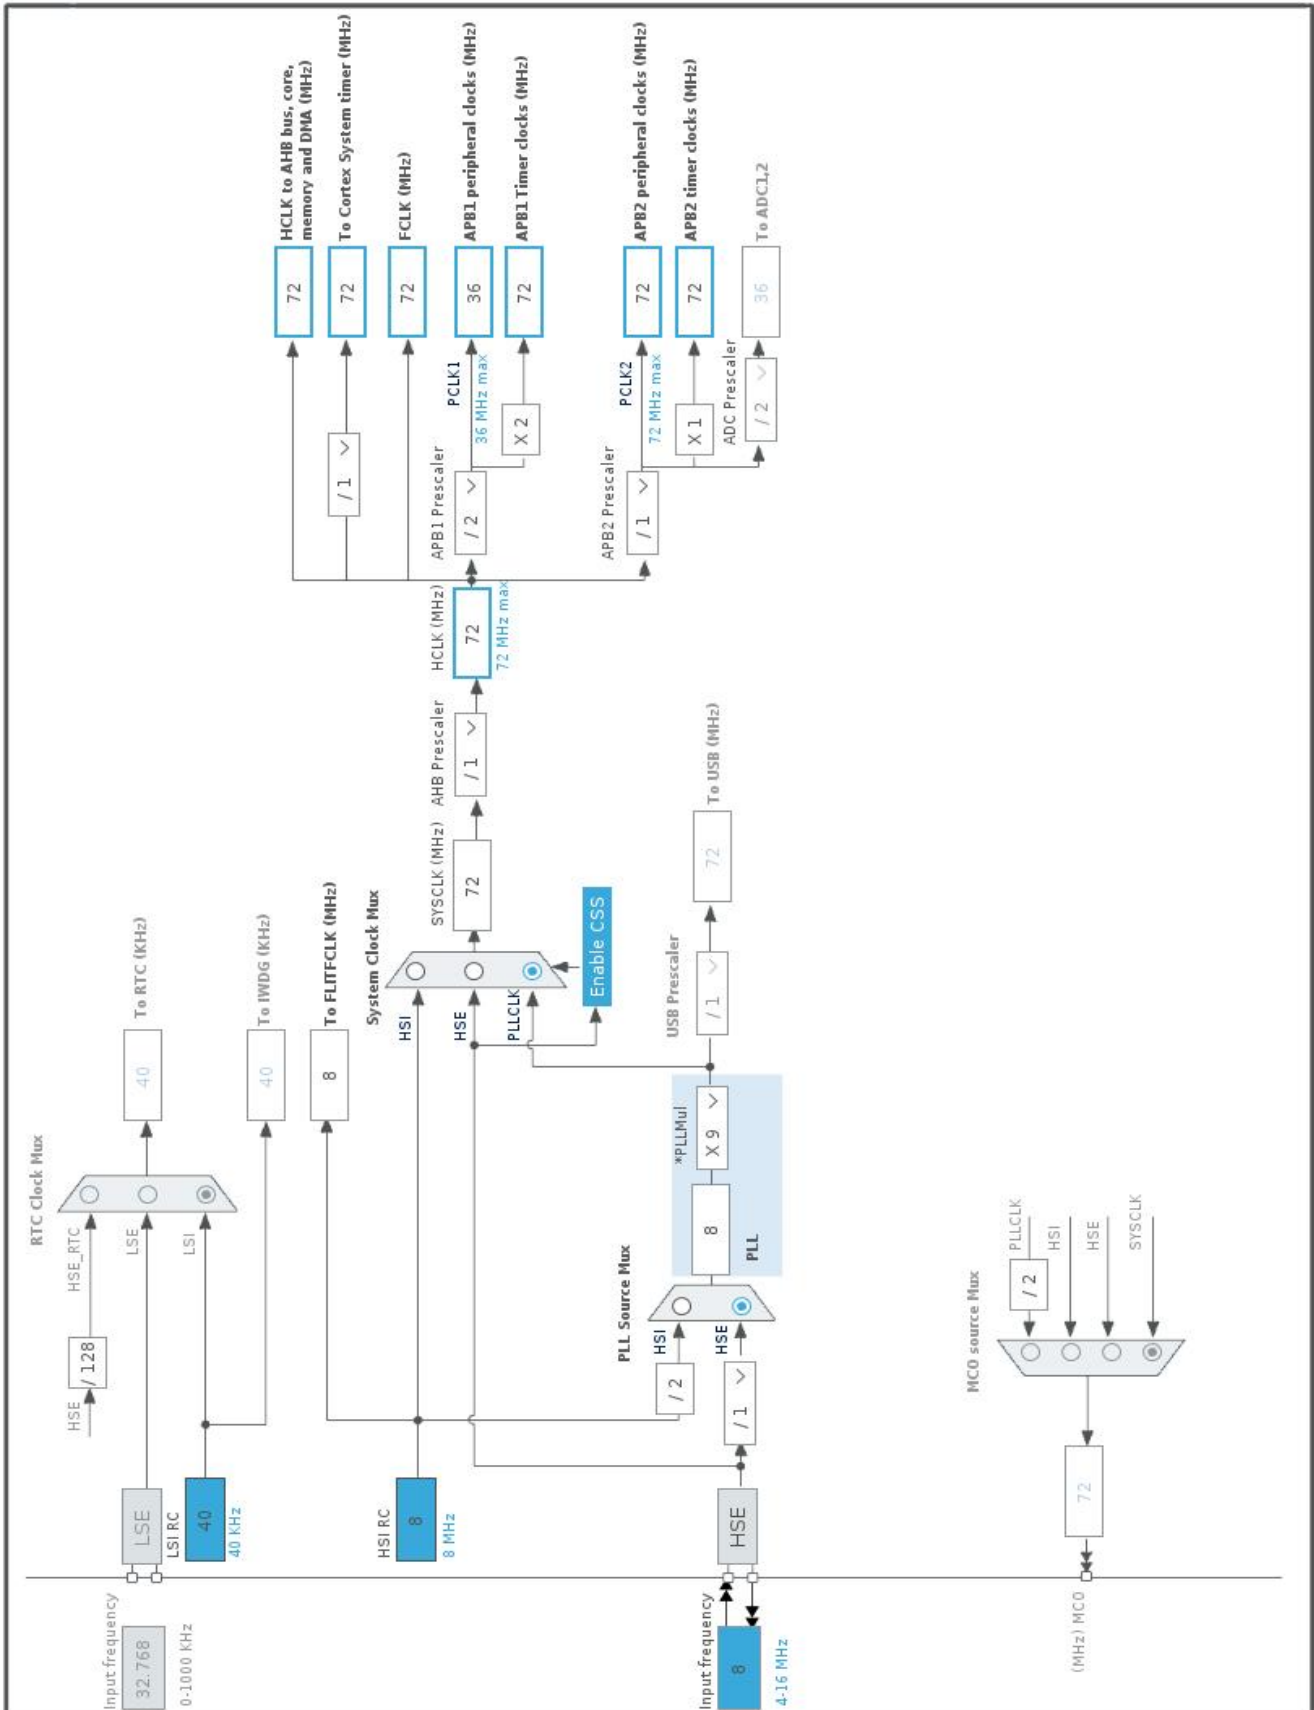 RTC Clock Mux
HSE
/ 128
HSE_RTC
Input frequency
32.768
0-1000 KHz
LSE
LSE
40
To RTC (KHz)
LSI RC
40
40 KHz
LSI
40
To IWDG (KHz)
8
To FLITFCLK (MHz)
HSI RC
8
8 MHz
System Clock Mux
HSI
HSE
PLLCLK
Enable CSS
SYSCLK (MHz)
72
AHB Prescaler
/ 1
HCLK (MHz)
72
72 MHz max
72
HCLK to AHB bus, core,
memory and DMA (MHz)
/ 1
72
To Cortex System timer (MHz)
72
FCLK (MHz)
APB1 Prescaler
/ 2
PCLK1
36 MHz max
36
APB1 peripheral clocks (MHz)
X 2
72
APB1 Timer clocks (MHz)
APB2 Prescaler
/ 1
PCLK2
72 MHz max
72
APB2 peripheral clocks (MHz)
X 1
72
APB2 timer clocks (MHz)
ADC Prescaler
/ 2
36
To ADC1,2
PLL Source Mux
/ 2
HSI
Input frequency
8
4-16 MHz
HSE
/ 1
HSE
8
*PLLMul
X 9
PLL
USB Prescaler
/ 1
72
To USB (MHz)
MCO source Mux
(MHz) MCO
72
/ 2
PLLCLK
HSI
HSE
SYSCLK